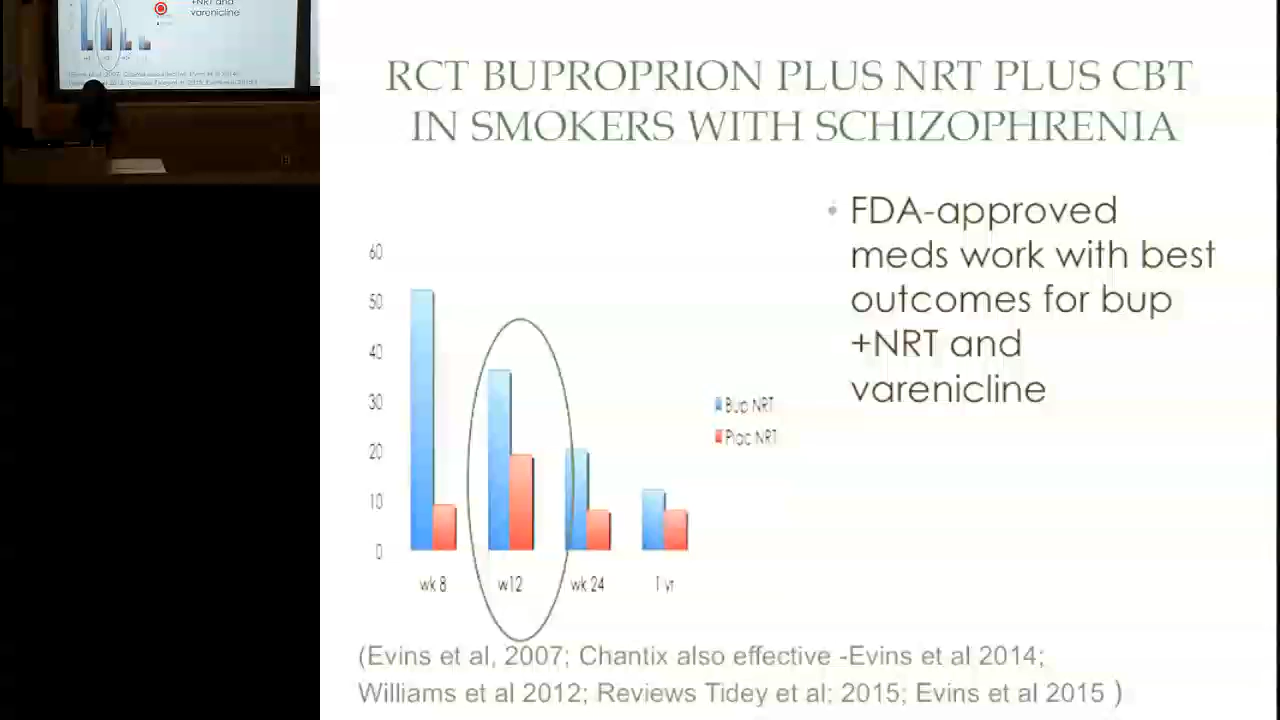 +NRT and
varenicline
RCT BUPROPRION PLUS NRT PLUS CBT
IN SMOKERS WITH SCHIZOPHRENIA
• FDA-approved
meds work with best
outcomes for bup
+NRT and
varenicline
60
50
40
30
20
10
0
Bup NRT
Plac NRT
wk 8 w12 wk 24 1 yr
(Evins et al, 2007; Chantix also effective -Evins et al 2014;
Williams et al 2012; Reviews Tidey et al; 2015; Evins et al 2015 )